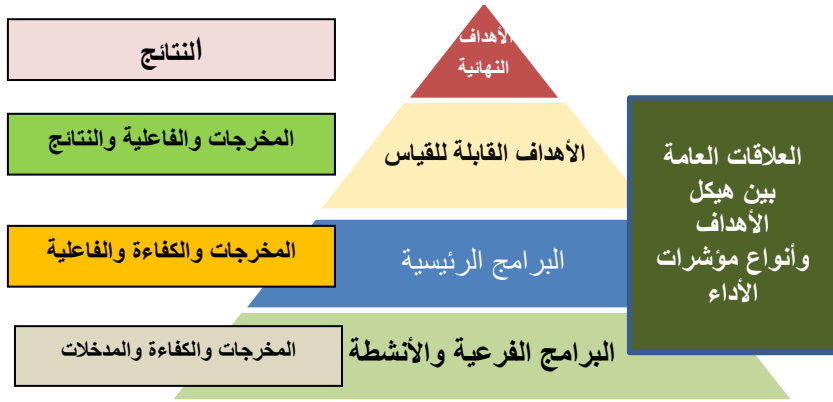 الأهداف
النهائية
النتائج
الأهداف القابلة للقياس
المخرجات والفاعلية والنتائج
البرامج الرئيسية
المخرجات والكفاءة والفاعلية
البرامج الفرعية والأنشطة
المخرجات والكفاءة والمدخلات
العلاقات العامة
بين هيكل
الأهداف
وأنواع مؤشرات
الأداء